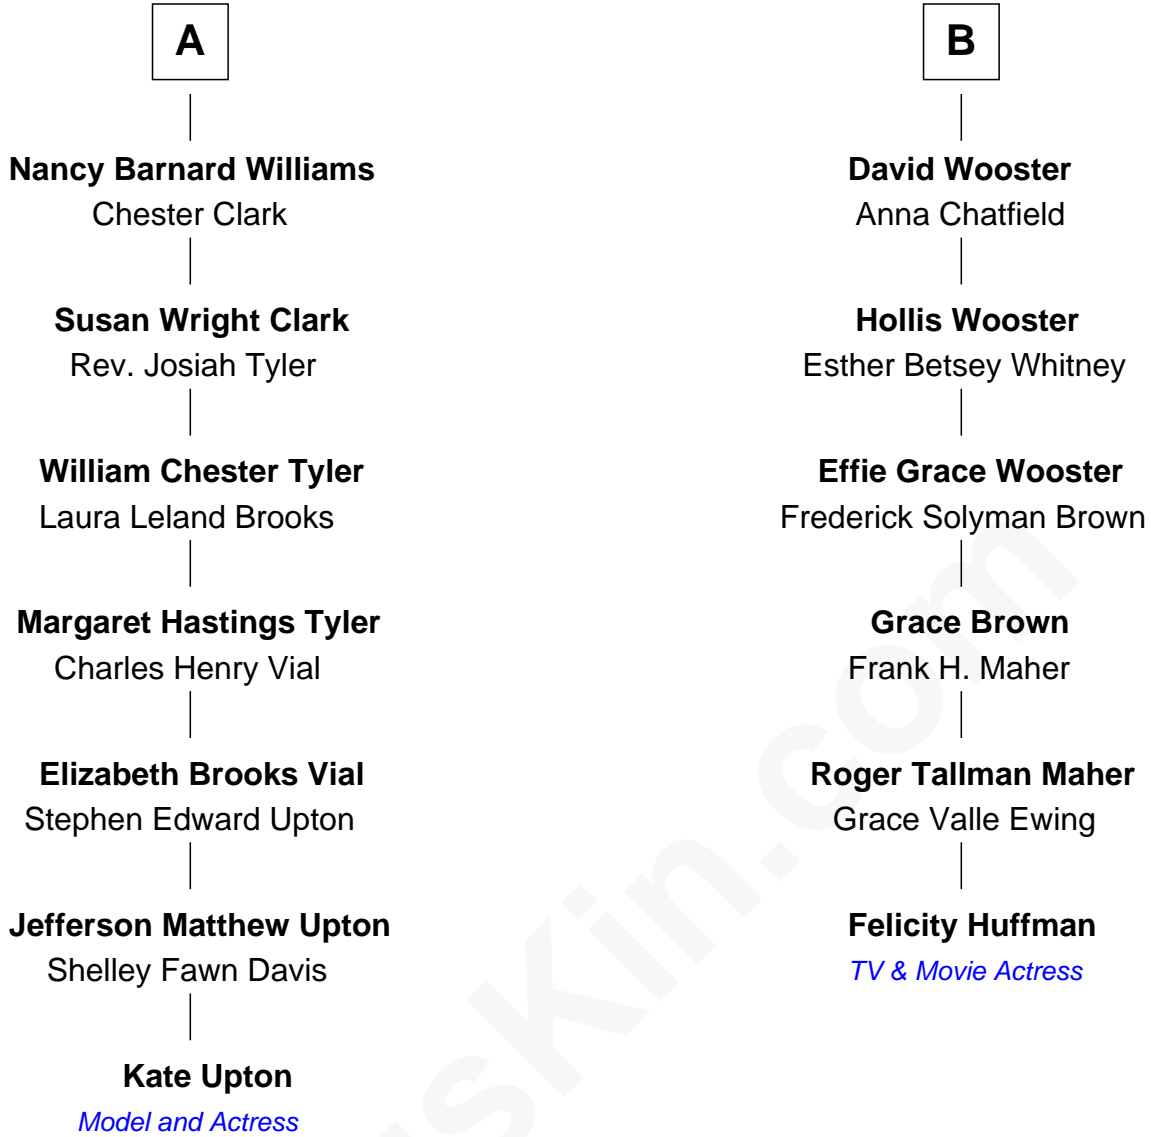 A
Nancy Barnard Williams
Chester Clark
Susan Wright Clark
Rev. Josiah Tyler
William Chester Tyler
Laura Leland Brooks
Margaret Hastings Tyler
Charles Henry Vial
Elizabeth Brooks Vial
Stephen Edward Upton
Jefferson Matthew Upton
Shelley Fawn Davis
Kate Upton
Model and Actress
B
David Wooster
Anna Chatfield
Hollis Wooster
Esther Betsey Whitney
Effie Grace Wooster
Frederick Solyman Brown
Grace Brown
Frank H. Maher
Roger Tallman Maher
Grace Valle Ewing
Felicity Huffman
TV & Movie Actress